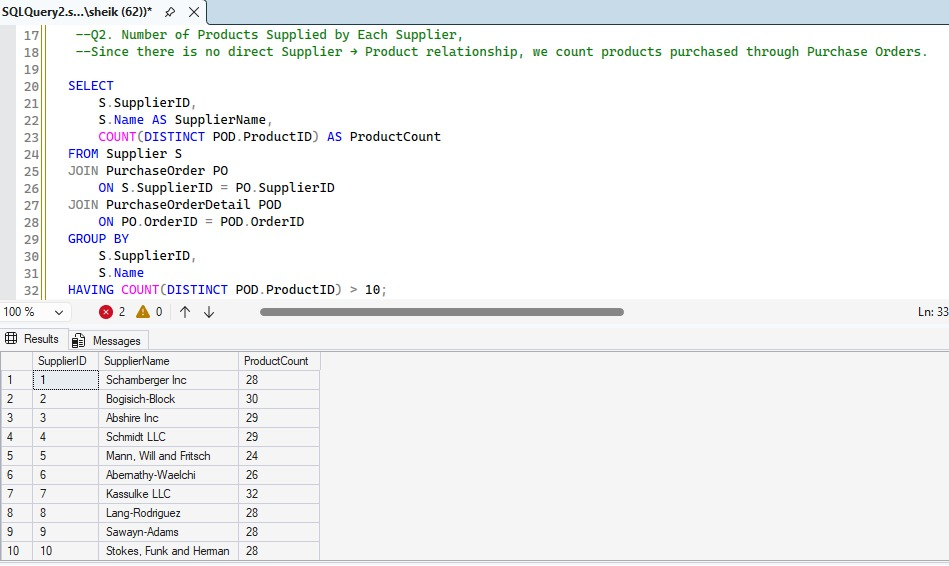 SQLQuery2.s...\sheik (62))*
17 --Q2. Number of Products Supplied by Each Supplier,
18 --Since there is no direct Supplier → Product relationship, we count products purchased through Purchase Orders.
19
20 SELECT
21 S.SupplierID,
22 S.Name AS SupplierName,
23 COUNT(DISTINCT POD.ProductID) AS ProductCount
24 FROM Supplier S
25 JOIN PurchaseOrder PO
26 ON S.SupplierID = PO.SupplierID
27 JOIN PurchaseOrderDetail POD
28 ON PO.OrderID = POD.OrderID
29 GROUP BY
30 S.SupplierID,
31 S.Name
32 HAVING COUNT(DISTINCT POD.ProductID) > 10;
100 % 2 0 Ln: 33
Results Messages
SupplierID SupplierName ProductCount
1 1 Schamberger Inc 28
2 2 Bogisich-Block 30
3 3 Abshire Inc 29
4 4 Schmidt LLC 29
5 5 Mann, Will and Fritsch 24
6 6 Abernathy-Waelchi 26
7 7 Kassulke LLC 32
8 8 Lang-Rodriguez 28
9 9 Sawayn-Adams 28
10 10 Stokes, Funk and Herman 28